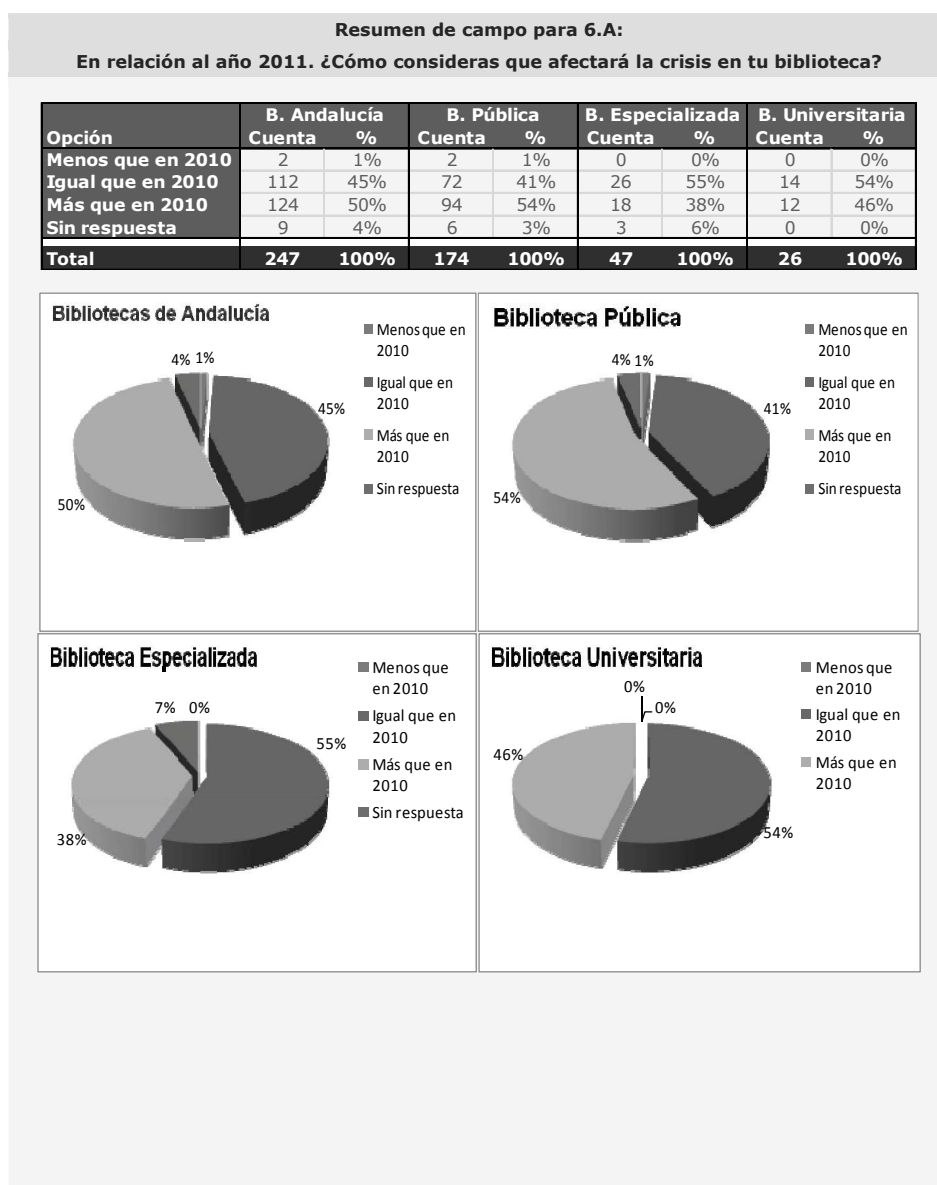 Resumen de campo para 6.A:
En relación al año 2011. ¿Cómo consideras que afectará la crisis en tu biblioteca?
B. Andalucía B. Pública B. Especializada B. Universitaria
Opción Cuenta % Cuenta % Cuenta % Cuenta %
Menos que en 2010 2 1% 2 1% 0 0% 0 0%
Igual que en 2010 112 45% 72 41% 26 55% 14 54%
Más que en 2010 124 50% 94 54% 18 38% 12 46%
Sin respuesta 9 4% 6 3% 3 6% 0 0%
Total 247 100% 174 100% 47 100% 26 100%
Bibliotecas de Andalucía
4% 1%
45%
50%
Menos que en
2010
Igual que en
2010
Más que en
2010
Sin respuesta
Biblioteca Pública
4% 1%
41%
54%
Menos que en
2010
Igual que en
2010
Más que en
2010
Sin respuesta
Biblioteca Especializada
7% 0%
55%
38%
Menos que
en 2010
Igual que en
2010
Más que en
2010
Sin respuesta
Biblioteca Universitaria
0%
0%
46%
54%
Menos que
en 2010
Igual que en
2010
Más que en
2010